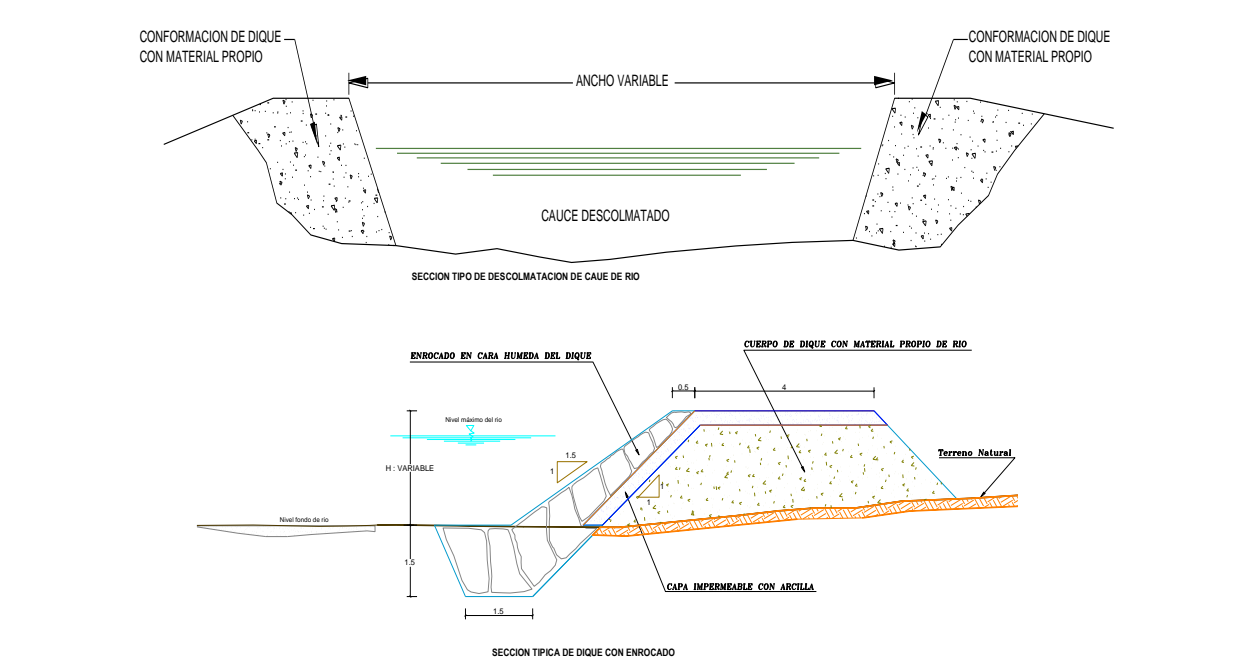 CONFORMACION DE DIQUE
CON MATERIAL PROPIO
CONFORMACION DE DIQUE
CON MATERIAL PROPIO
ANCHO VARIABLE
CAUCE DESCOLMATADO
SECCION TIPO DE DESCOLMATACION DE CAUE DE RIO
CUERPO DE DIQUE CON MATERIAL PROPIO DE RIO
ENROCADO EN CARA HUMEDA DEL DIQUE
0.5
4
Nivel máximo del rio
1.5
1
H : VARIABLE
Terreno Natural
1
1
Nivel fondo de rio
1.5
CAPA IMPERMEABLE CON ARCILLA
1.5
SECCION TIPICA DE DIQUE CON ENROCADO